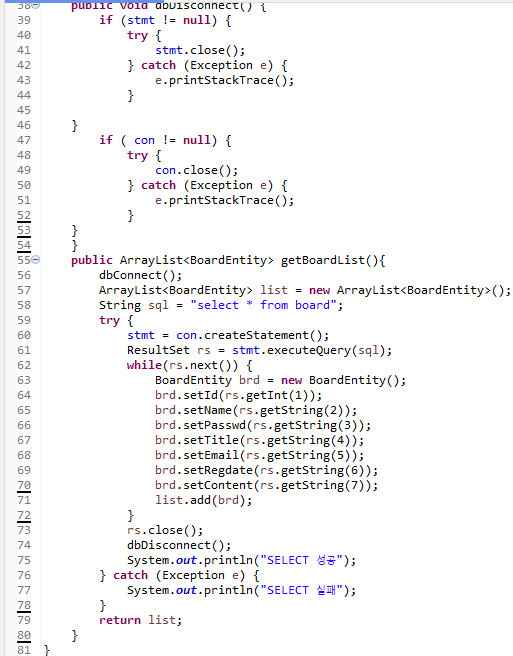 38 public void dbDisconnect() {
39 if (stmt != null) {
40 try {
41 stmt.close();
42 } catch (Exception e) {
43 e.printStackTrace();
44 }
45
46 }
47 if ( con != null) {
48 try {
49 con.close();
50 } catch (Exception e) {
51 e.printStackTrace();
52 }
53 }
54 }
55 public ArrayList<BoardEntity> getBoardList(){
56 dbConnect();
57 ArrayList<BoardEntity> list = new ArrayList<BoardEntity>();
58 String sql = "select * from board";
59 try {
60 stmt = con.createStatement();
61 ResultSet rs = stmt.executeQuery(sql);
62 while(rs.next()) {
63 BoardEntity brd = new BoardEntity();
64 brd.setId(rs.getInt(1));
65 brd.setName(rs.getString(2));
66 brd.setPasswd(rs.getString(3));
67 brd.setTitle(rs.getString(4));
68 brd.setEmail(rs.getString(5));
69 brd.setRegdate(rs.getString(6));
70 brd.setContent(rs.getString(7));
71 list.add(brd);
72 }
73 rs.close();
74 dbDisconnect();
75 System.out.println("SELECT 성공");
76 } catch (Exception e) {
77 System.out.println("SELECT 실패");
78 }
79 return list;
80 }
81 }